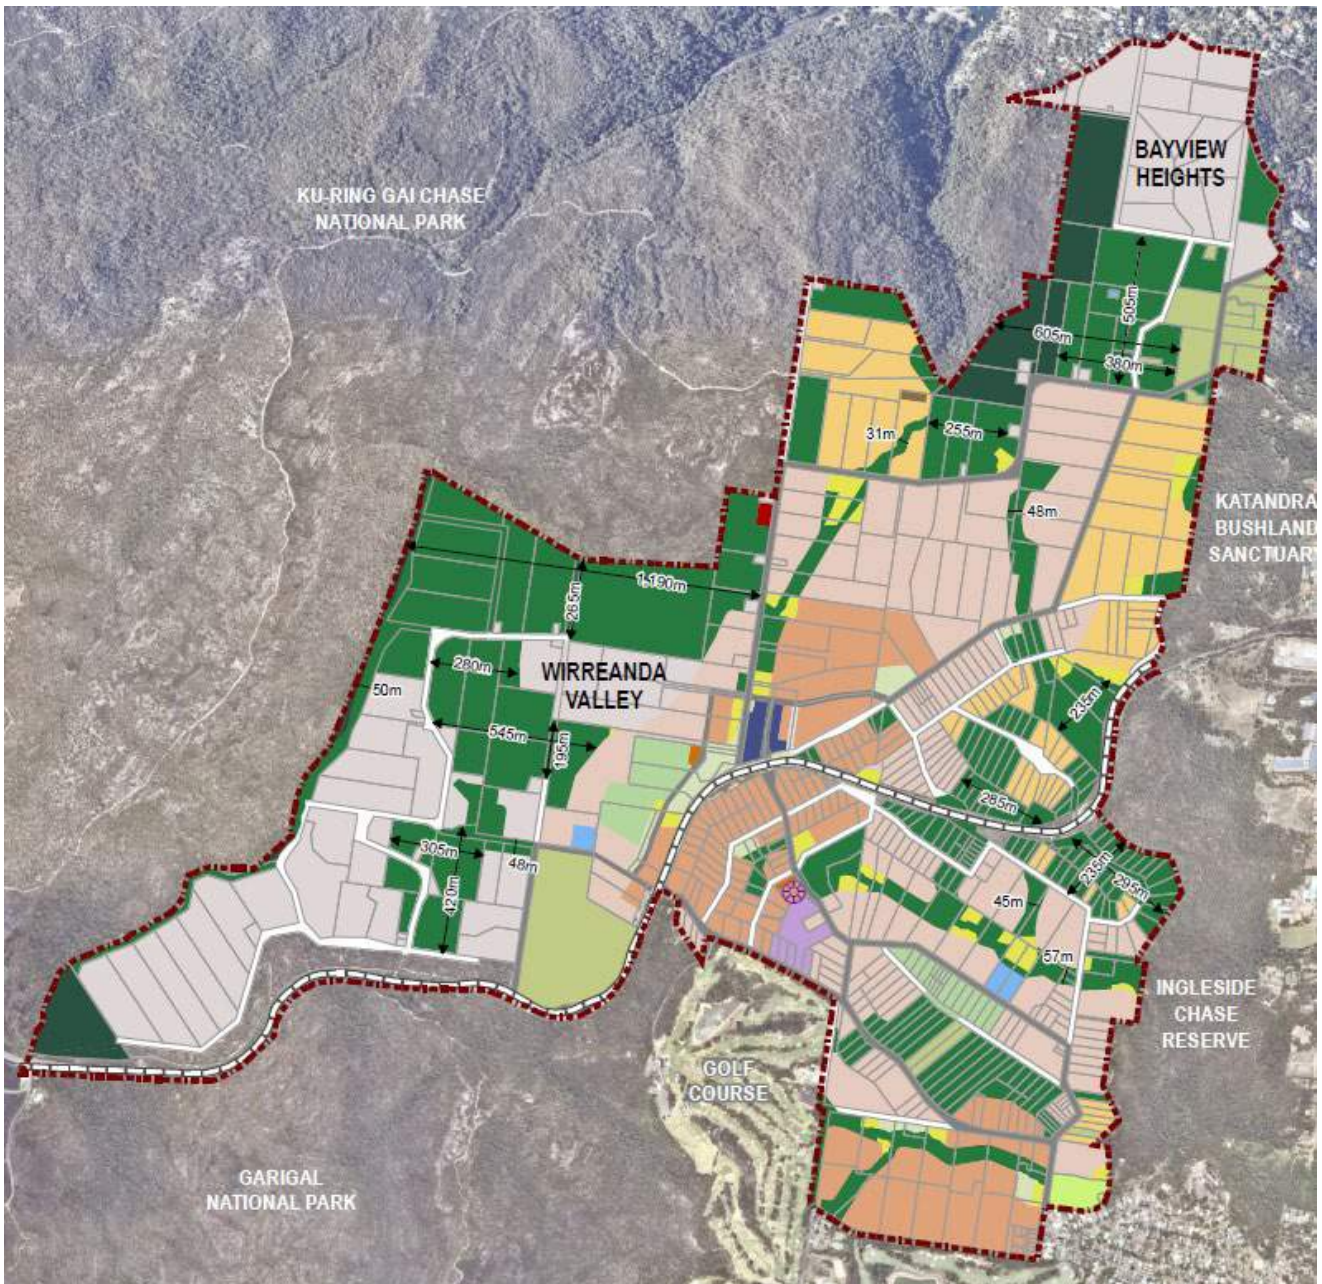 BAYVIEW
HEIGHTS
KU-RING GAI CHASE
NATIONAL PARK
505m
605m
380m
31m
255m
KATANDRA
BUSHLAND
SANCTUARY
48m
1,190m
265m
280m
WIRREANDA
VALLEY
50m
235m
545m
195m
285m
305m
48m
420m
235m
295m
45m
57m
INGLESIDE
CHASE
RESERVE
GOLF
COURSE
GARIGAL
NATIONAL PARK